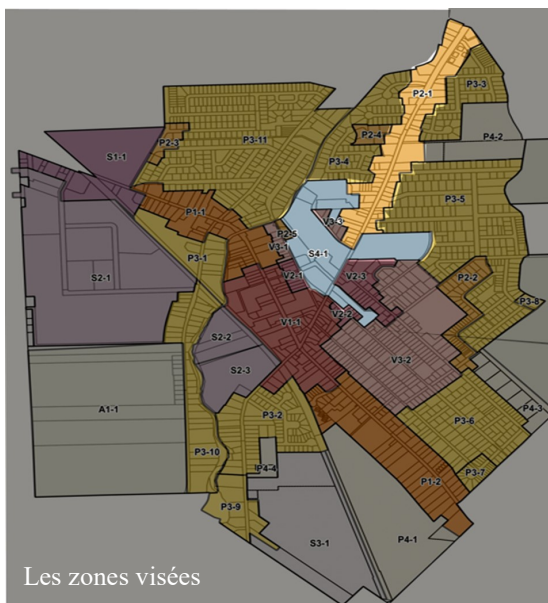 P2-1
P3-3
P4-2
P2-4
P2-3
P3-11
S1-1
P3-4
P3-5
P1-1
V3-3
P2-5
V3-1
S4-1
P3-1
S2-1
V2-1
V2-3
P2-2
P3-8
V2-2
V1-1
S2-2
V3-2
S2-3
A1-1
P3-2
P4-3
P3-6
P3-10
P4-4
P3-7
P1-2
P3-9
S3-1
P4-1
Les zones visées